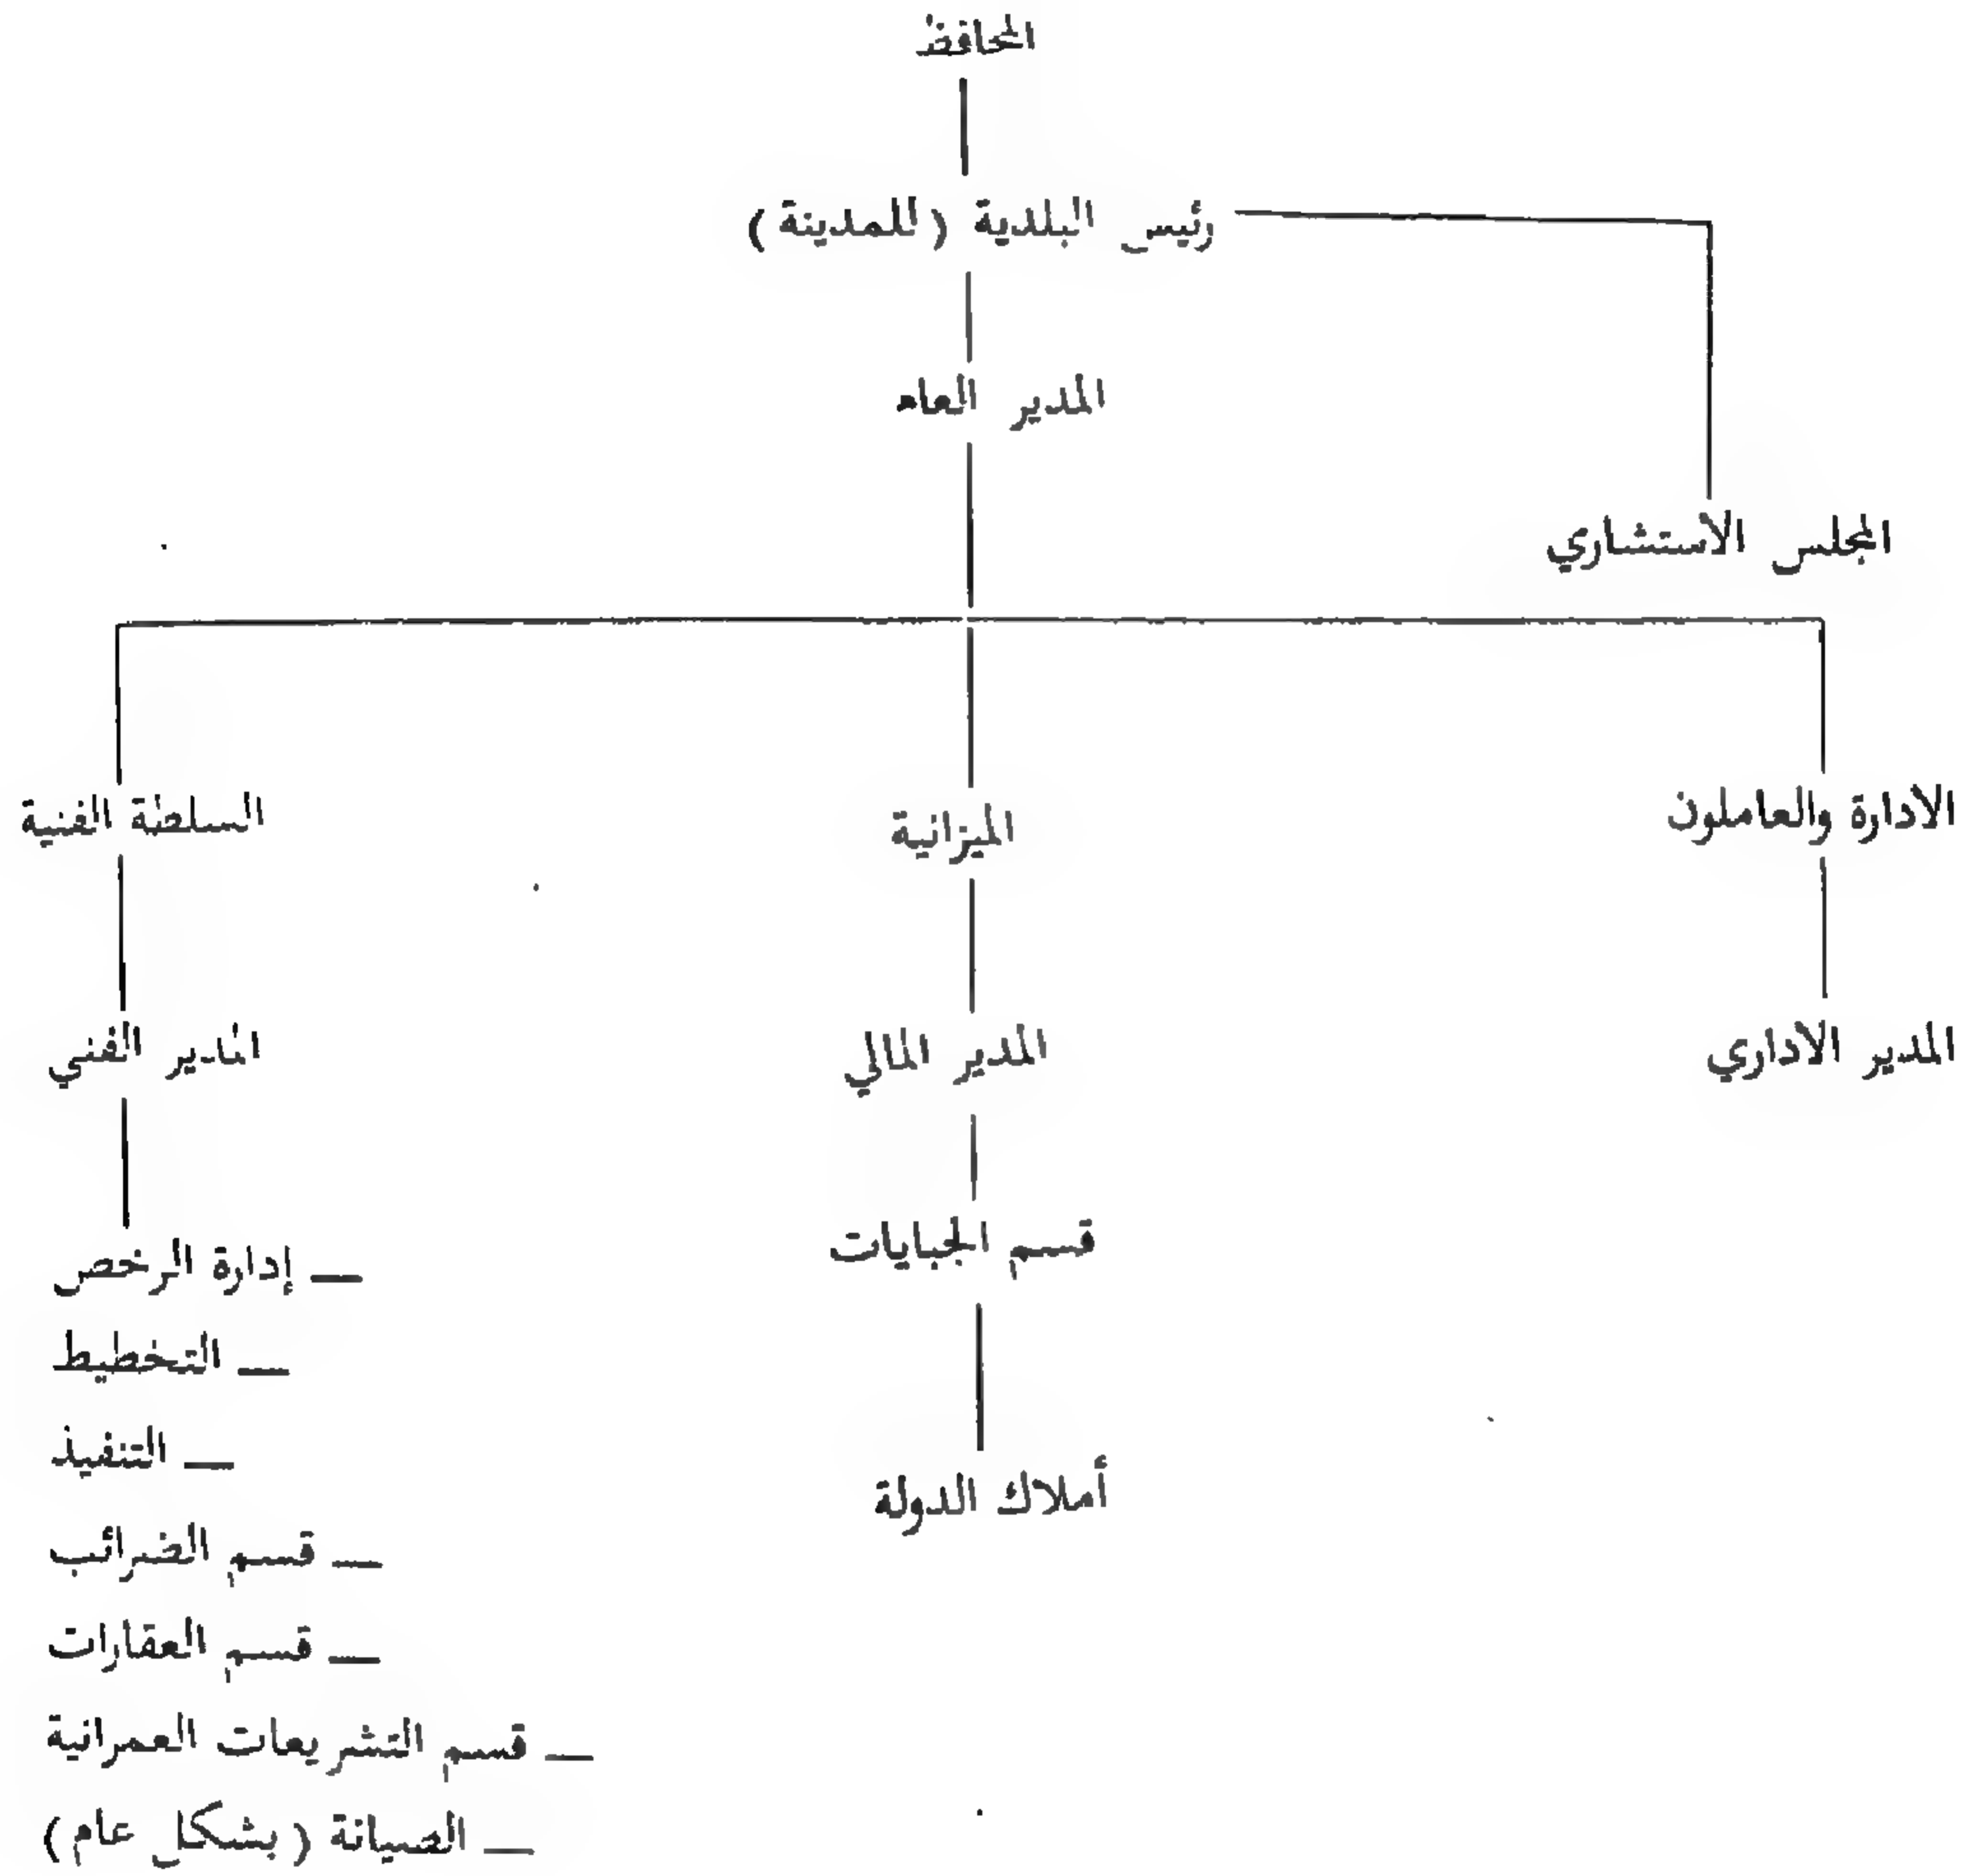 المحافظ
رئيس البلدية (للمدينة)
المدير العام
المجلس الاستشاري
الادارة والعاملون
الميزانية
السلطة الفنية
المدير الاداري
المدير المالي
المدير الفني
قسم الجبايات
أملاك الدولة
— إدارة الرخص
— التخطيط
— التنفيذ
— قسم الضرائب
— قسم العقارات
— قسم التشريعات العمرانية
— الصيانة (بشكل عام)